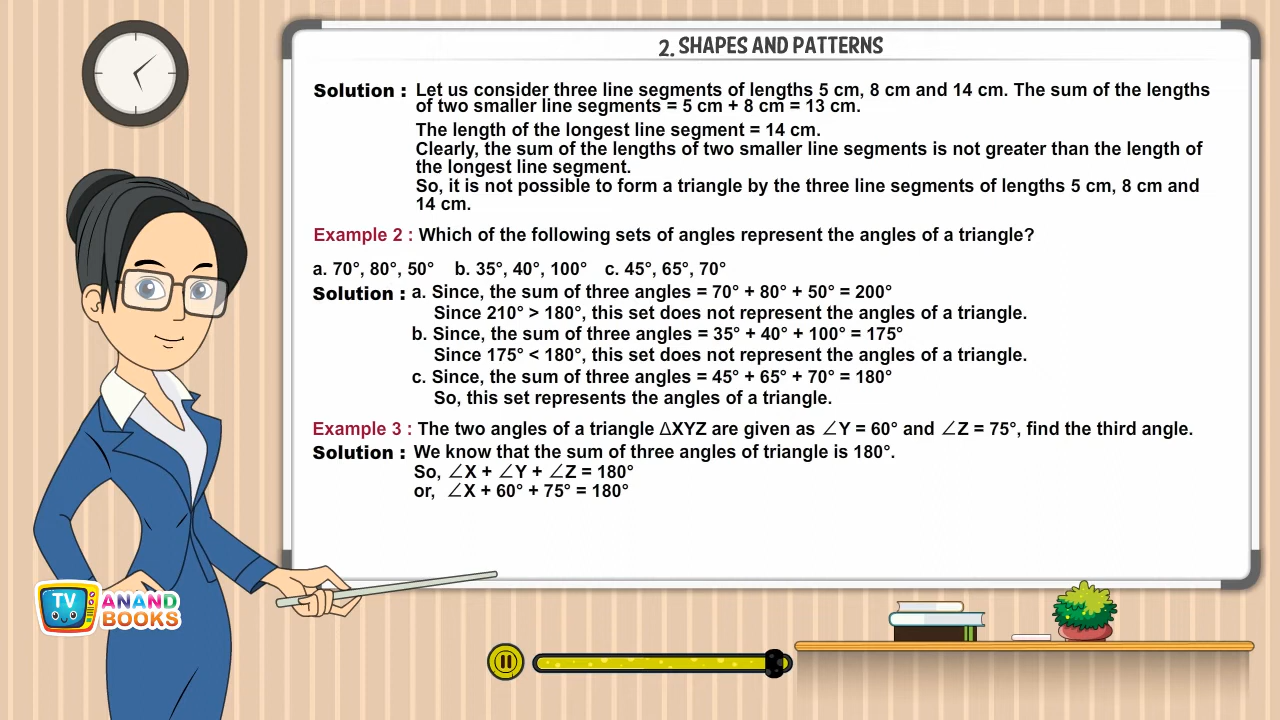 2. SHAPES AND PATTERNS
Solution : Let us consider three line segments of lengths 5 cm, 8 cm and 14 cm. The sum of the lengths
of two smaller line segments = 5 cm + 8 cm = 13 cm.
The length of the longest line segment = 14 cm.
Clearly, the sum of the lengths of two smaller line segments is not greater than the length of
the longest line segment.
So, it is not possible to form a triangle by the three line segments of lengths 5 cm, 8 cm and
14 cm.
Example 2 : Which of the following sets of angles represent the angles of a triangle?
a. 70°, 80°, 50° b. 35°, 40°, 100° c. 45°, 65°, 70°
Solution : a. Since, the sum of three angles = 70° + 80° + 50° = 200°
Since 210° > 180°, this set does not represent the angles of a triangle.
b. Since, the sum of three angles = 35° + 40° + 100° = 175°
Since 175° < 180°, this set does not represent the angles of a triangle.
c. Since, the sum of three angles = 45° + 65° + 70° = 180°
So, this set represents the angles of a triangle.
Example 3 : The two angles of a triangle ΔXYZ are given as ∠Y = 60° and ∠Z = 75°, find the third angle.
Solution : We know that the sum of three angles of triangle is 180°.
So, ∠X + ∠Y + ∠Z = 180°
or, ∠X + 60° + 75° = 180°
TV
ANAND
BOOKS